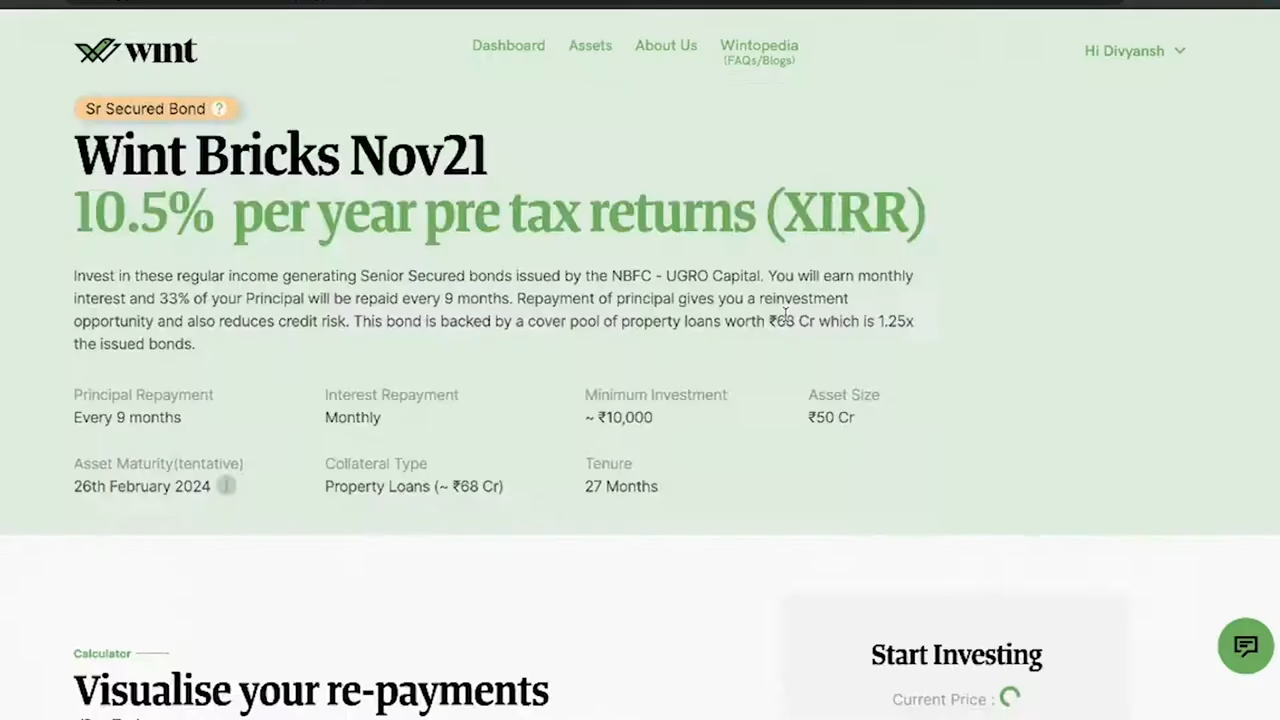 wint
Dashboard Assets About Us Wintopedia
(FAQs/Blogs)
Hi Divyansh
Sr Secured Bond ?
Wint Bricks Nov21
10.5% per year pre tax returns (XIRR)
Invest in these regular income generating Senior Secured bonds issued by the NBFC - UGRO Capital. You will earn monthly
interest and 33% of your Principal will be repaid every 9 months. Repayment of principal gives you a reinvestment
opportunity and also reduces credit risk. This bond is backed by a cover pool of property loans worth Cr which is 1.25x
the issued bonds.
Principal Repayment Interest Repayment Minimum Investment Asset Size
Every 9 months Monthly ~ ₹10,000 ₹50 Cr
Asset Maturity(tentative) Collateral Type Tenure
26th February 2024 Property Loans (~ ₹68 Cr) 27 Months
Calculator
Visualise your re-payments
Start Investing
Current Price :